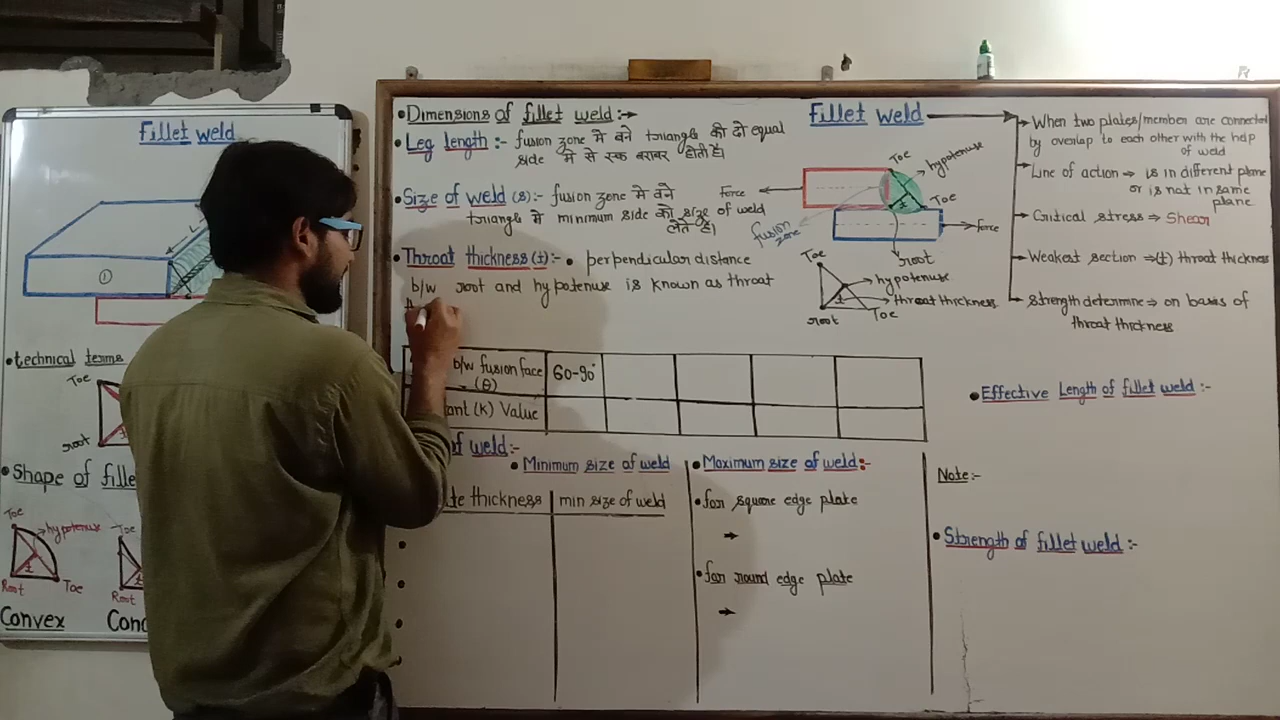 Fillet weld
L
①
•technical terms
Toe
root
•Shape of fille
Toe
hypotenuse
t
Root
Toe
Convex
Toe
t
Root
Conc
•Dimensions of fillet weld:→
•Leg length:- fusion zone में बने triangle की दो equal
side में से एक बराबर होती है।
•Size of weld (s):- fusion zone में बने
triangle में minimum side को size of weld
लेते हैं।
•Throat thickness(t):- • perpendicular distance
b/w root and hypotenuse is known as throat
b/w fusion face
(θ)
60-90°
ant (K) Value
of weld:-
•Minimum size of weld
te thickness
min size of weld
•Maximum size of weld:-
•for square edge plate
→
•for round edge plate
→
Fillet weld
Toe
hypotenuse
Force
Toe
fusion
zone
Force
root
Toe
hypotenuse
throat thickness
t
root
Toe
→When two plates/member are connected
by overlap to each other with the help
of weld
→Line of action→ is in different plane
or is not in same
plane
→Critical stress⇒ Shear
→Weakest section ⇒(t) throat thickness
→strength determine⇒ on basis of
throat thickness
•Effective Length of fillet weld:-
Note:-
•Strength of fillet weld:-